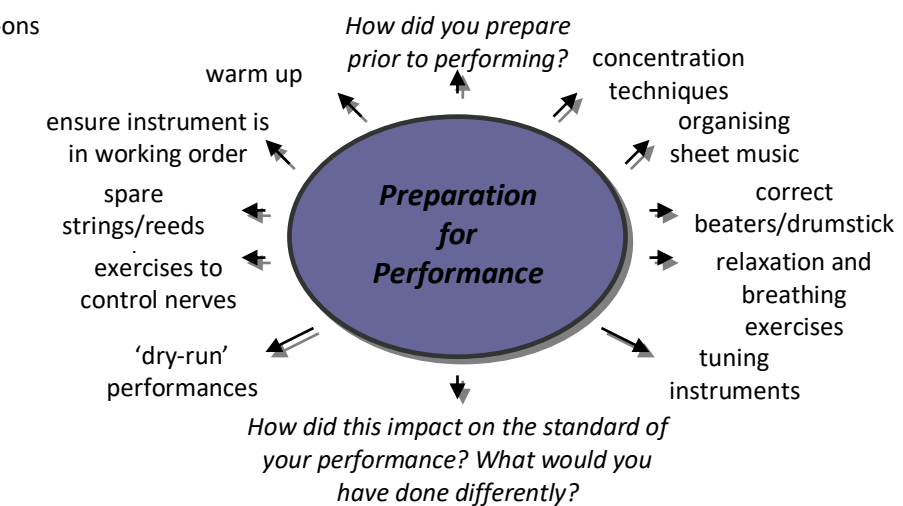 ons
How did you prepare
prior to performing?
concentration
techniques
organising
sheet music
correct
beaters/drumstick
relaxation and
breathing
exercises
tuning
instruments
How did this impact on the standard of
your performance? What would you
have done differently?
'dry-run'
performances
exercises to
control nerves
spare
strings/reeds
.
ensure instrument is
in working order
warm up
Preparation
for
Performance